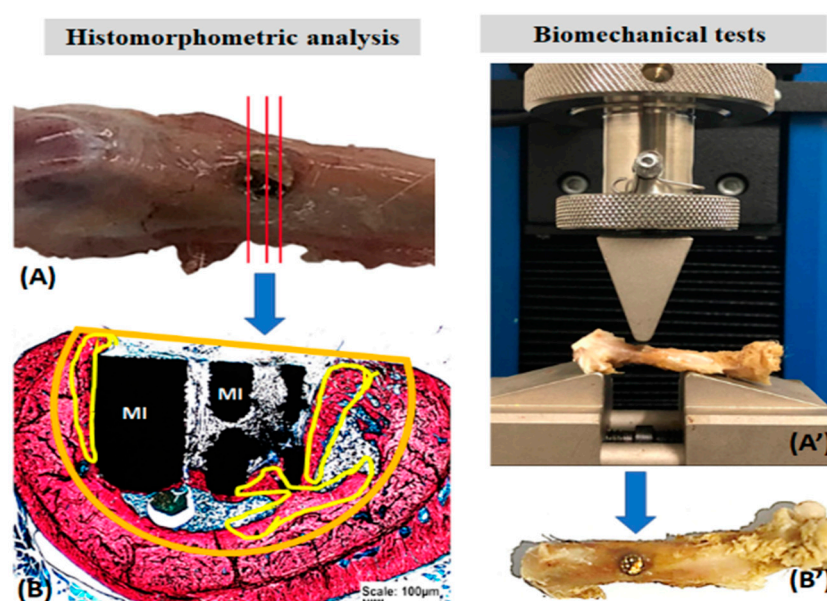 Histomorphometric analysis
Biomechanical tests
(A)
MI
MI
(B)
Scale: 100µm
(A')
(B')